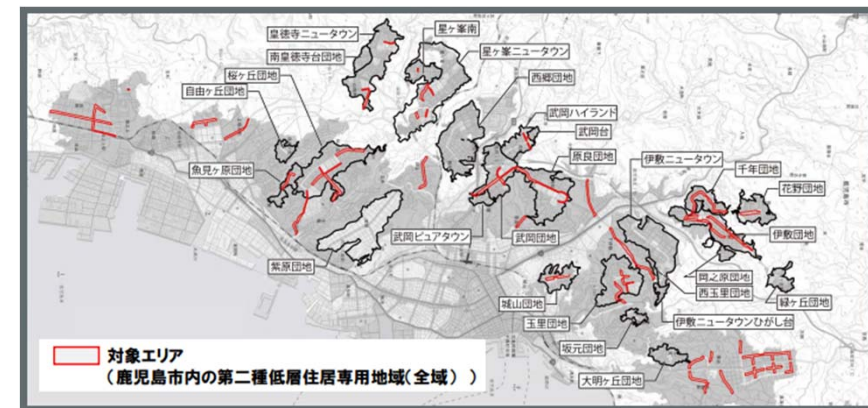 皇徳寺ニュータウン
星ヶ峯南
南皇徳寺台団地
星ヶ峯ニュータウン
桜ヶ丘団地
西郷団地
自由ヶ丘団地
武岡ハイランド
武岡台
原良団地
伊敷ニュータウン
千年団地
花野団地
魚見ヶ原団地
武岡ピュアタウン
武岡団地
伊敷団地
紫原団地
岡之原団地
西玉里団地
緑ヶ丘団地
城山団地
玉里団地
伊敷ニュータウンひがし台
坂元団地
大明ヶ丘団地
対象エリア
(鹿児島市内の第二種低層住居専用地域(全域))